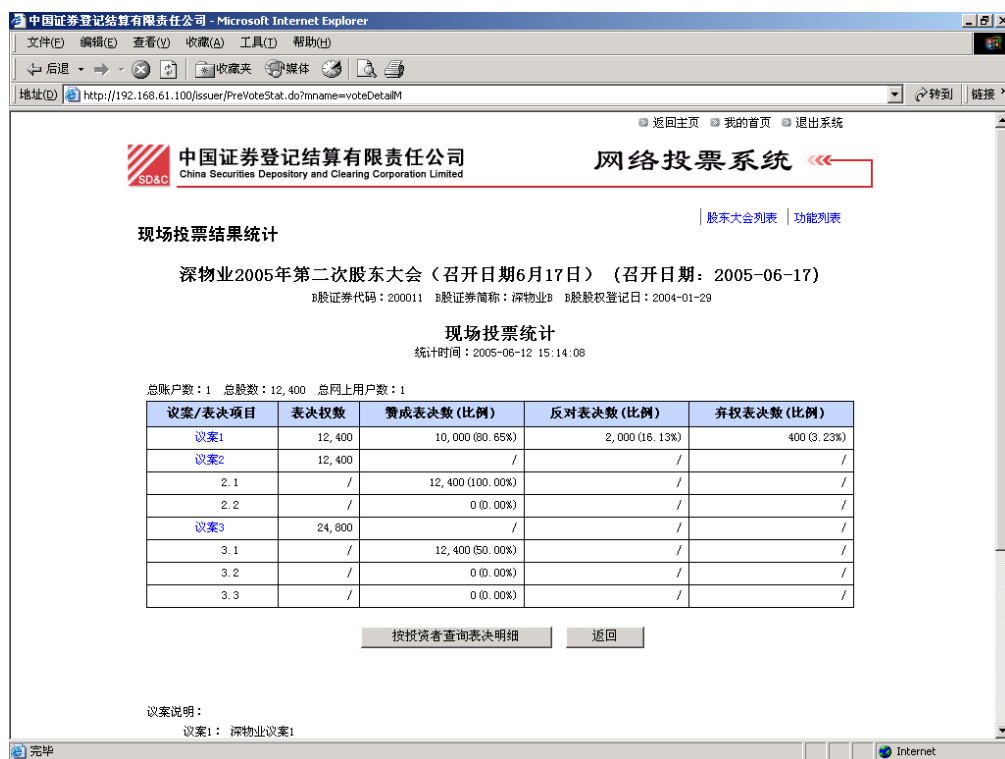 中国证券登记结算有限责任公司 - Microsoft Internet Explorer
文件(F) 编辑(E) 查看(V) 收藏(A) 工具(T) 帮助(H)
后退 收藏夹 媒体
地址(D) http://192.168.61.100/issuer/PreVoteStat.do?mname=voteDetailM 转到 链接
返回主页 我的首页 退出系统
SD&C 中国证券登记结算有限责任公司 网络投票系统
China Securities Depository and Clearing Corporation Limited
股东大会列表 功能列表
现场投票结果统计
深物业2005年第二次股东大会（召开日期6月17日） (召开日期: 2005-06-17)
B股证券代码：200011 B股证券简称：深物业B B股股权登记日：2004-01-29
现场投票统计
统计时间：2005-06-12 15:14:08
总账户数：1 总股数：12,400 总网上用户数：1
议案/表决项目 表决权数 赞成表决数(比例) 反对表决数(比例) 弃权表决数(比例)
议案1 12,400 10,000(80.65%) 2,000(16.13%) 400(3.23%)
议案2 12,400 / / /
2.1 / 12,400(100.00%) / /
2.2 / 0(0.00%) / /
议案3 24,800 / / /
3.1 / 12,400(50.00%) / /
3.2 / 0(0.00%) / /
3.3 / 0(0.00%) / /
按投资者查询表决明细 返回
议案说明：
议案1： 深物业议案1
完毕 Internet